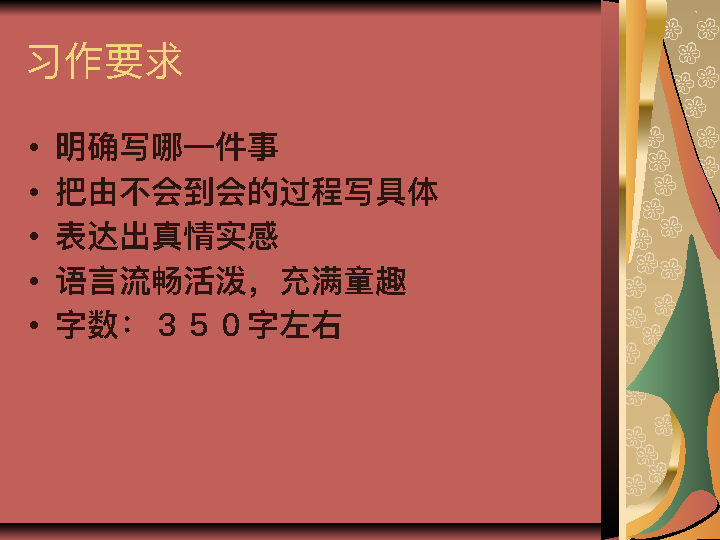 习作要求
• 明确写哪一件事
• 把由不会到会的过程写具体
• 表达出真情实感
• 语言流畅活泼，充满童趣
• 字数：３５０字左右